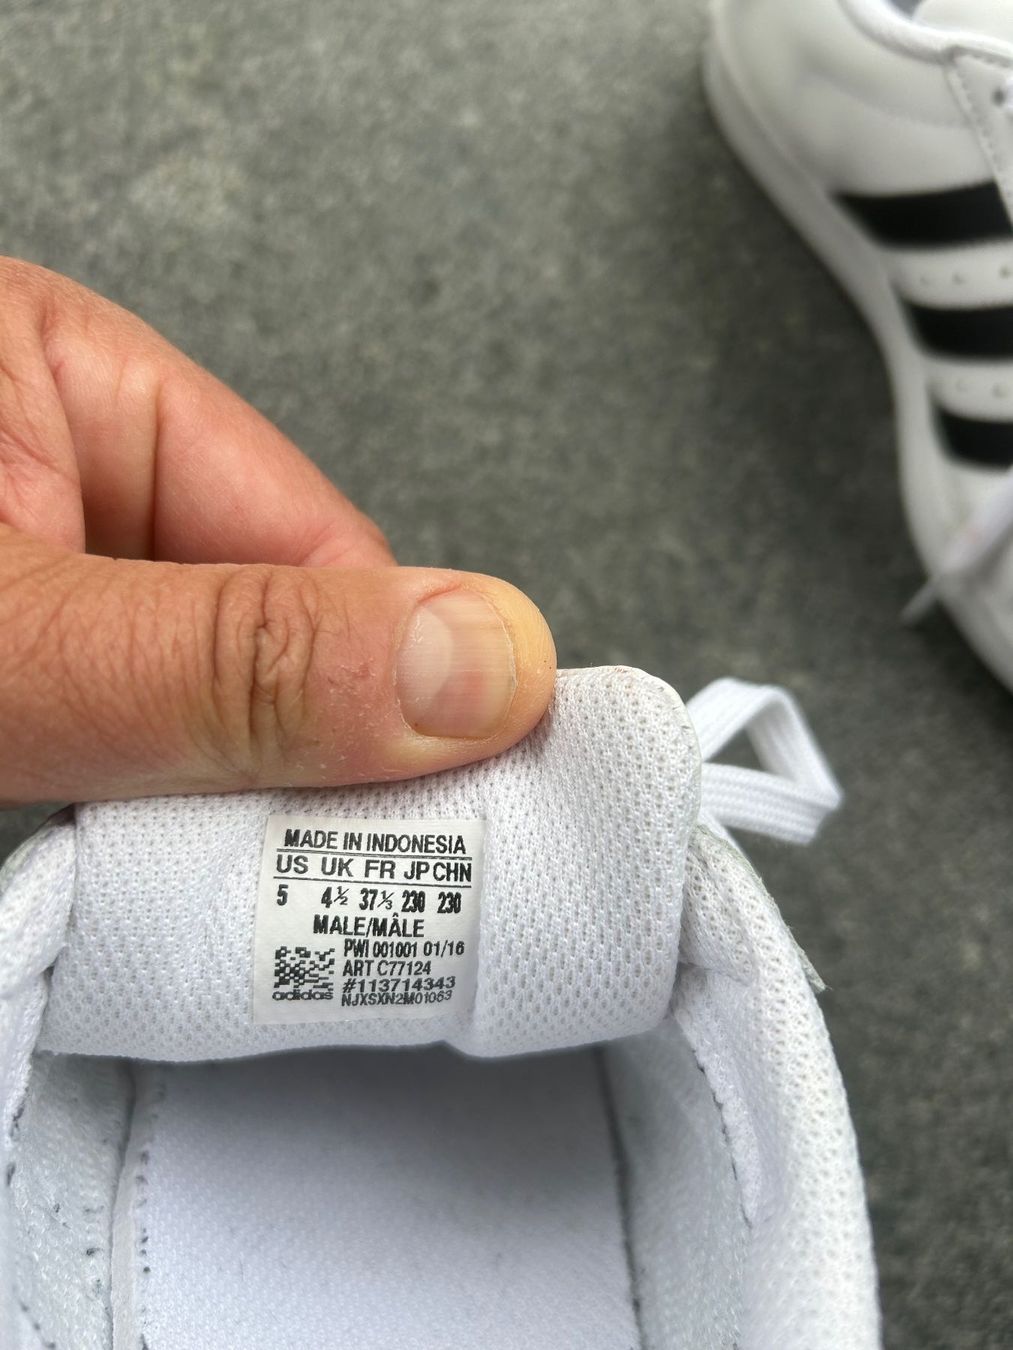 MADE IN INDONESIA
US UK FR JP CHN
5 4½ 37⅓ 230 230
MALE/MÂLE
PWI 001001 01/16
ART C77124
#113714343
adidas NJXSXN2M01063